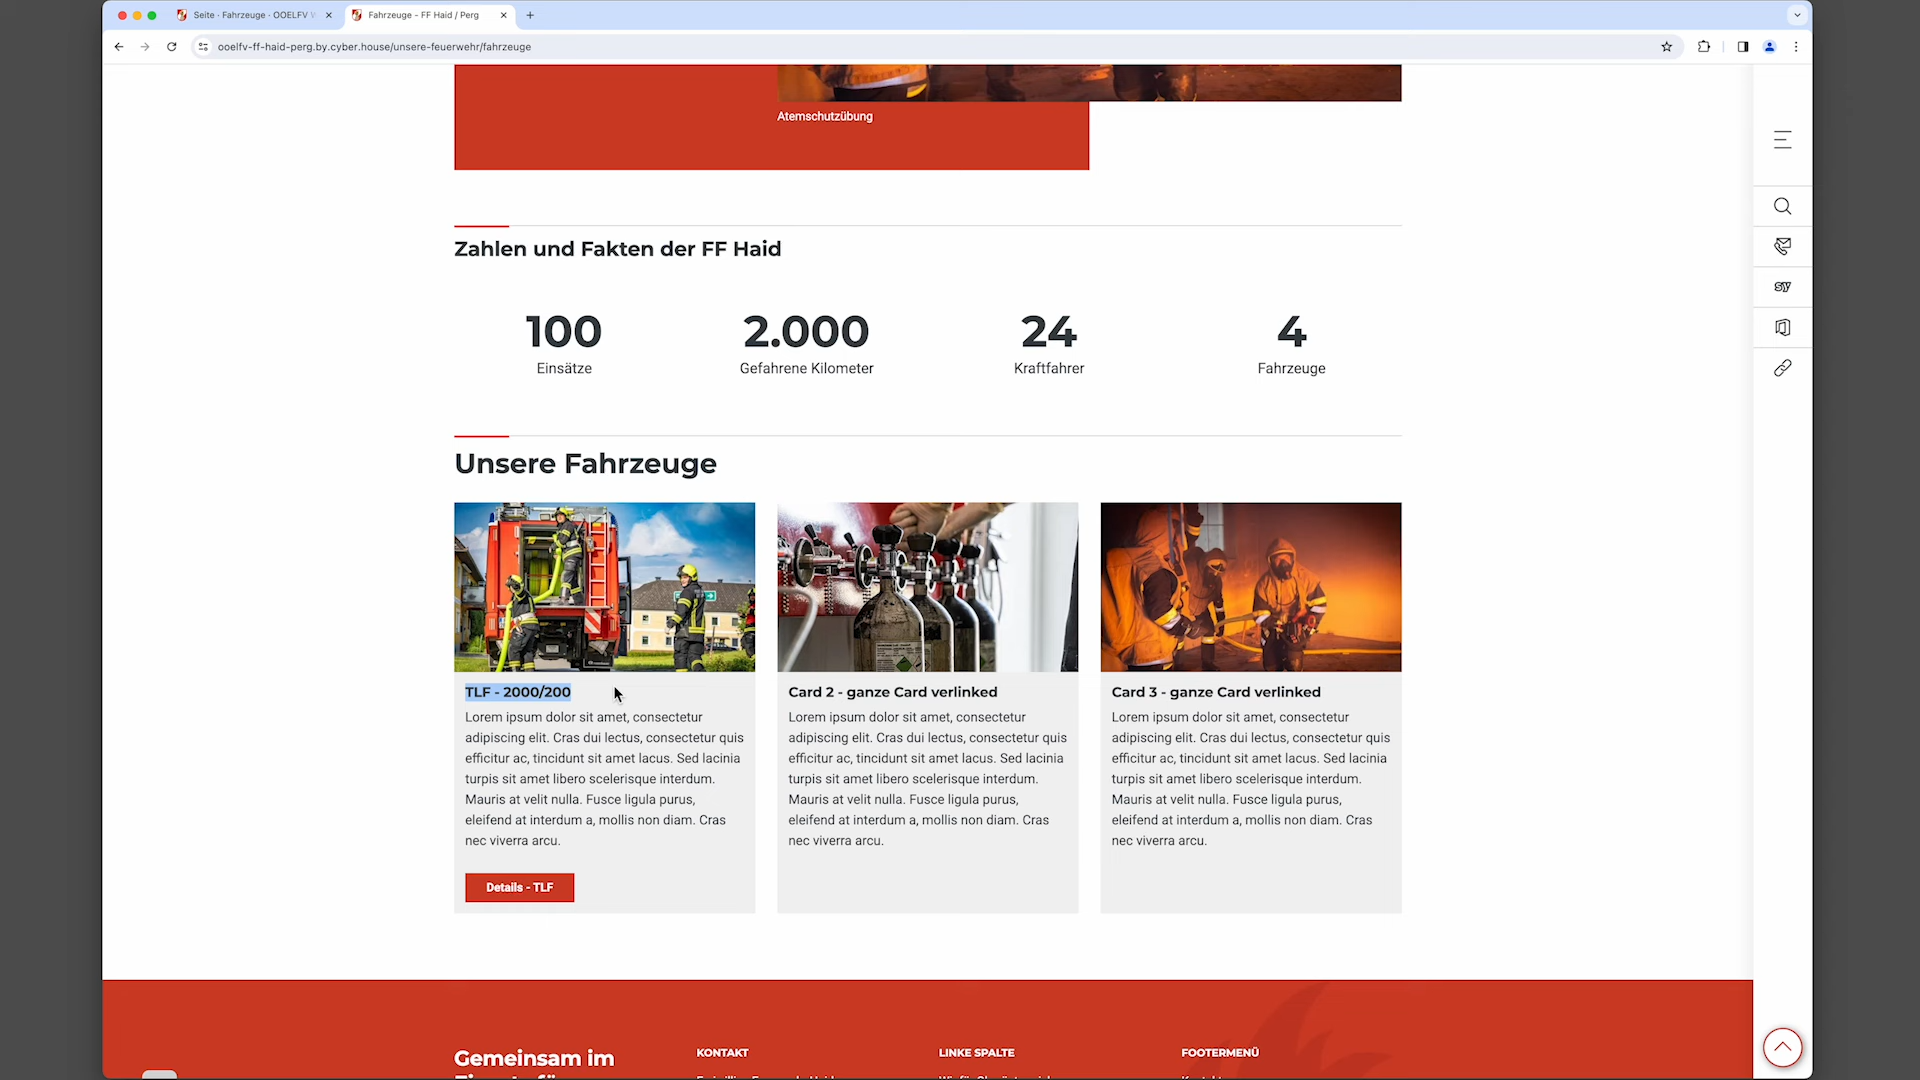 Seite - Fahrzeuge - OOELFV
Fahrzeuge - FF Haid / Perg
ooelfv-ff-haid-perg.by.cyber.house/unsere-feuerwehr/fahrzeuge
Atemschutzübung
Zahlen und Fakten der FF Haid
100
2.000
24
4
Einsätze
Gefahrene Kilometer
Kraftfahrer
Fahrzeuge
sy
Unsere Fahrzeuge
TLF - 2000/200
Lorem ipsum dolor sit amet, consectetur
adipiscing elit. Cras dui lectus, consectetur quis
efficitur ac, tincidunt sit amet lacus. Sed lacinia
turpis sit amet libero scelerisque interdum.
Mauris at velit nulla. Fusce ligula purus,
eleifend at interdum a, mollis non diam. Cras
nec viverra arcu.
Details - TLF
Card 2 - ganze Card verlinked
Lorem ipsum dolor sit amet, consectetur
adipiscing elit. Cras dui lectus, consectetur quis
efficitur ac, tincidunt sit amet lacus. Sed lacinia
turpis sit amet libero scelerisque interdum.
Mauris at velit nulla. Fusce ligula purus,
eleifend at interdum a, mollis non diam. Cras
nec viverra arcu.
Card 3 - ganze Card verlinked
Lorem ipsum dolor sit amet, consectetur
adipiscing elit. Cras dui lectus, consectetur quis
efficitur ac, tincidunt sit amet lacus. Sed lacinia
turpis sit amet libero scelerisque interdum.
Mauris at velit nulla. Fusce ligula purus,
eleifend at interdum a, mollis non diam. Cras
nec viverra arcu.
Gemeinsam im
KONTAKT
LINKE SPALTE
FOOTERMENÜ